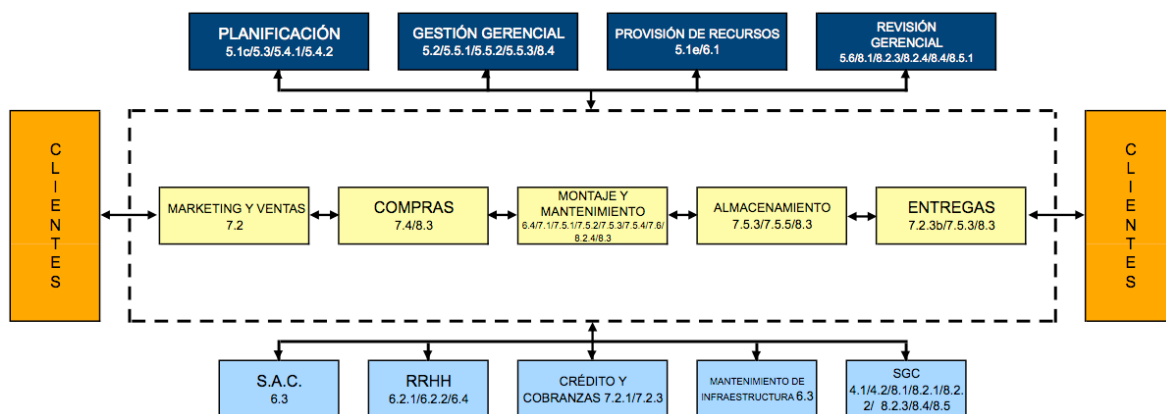 PLANIFICACIÓN
5.1c/5.3/5.4.1/5.4.2
GESTIÓN GERENCIAL
5.2/5.5.1/5.5.2/5.5.3/8.4
PROVISIÓN DE RECURSOS
5.1e/6.1
REVISIÓN
GERENCIAL
5.6/8.1/8.2.3/8.2.4/8.4/8.5.1
CLIENTES
MARKETING Y VENTAS
7.2
COMPRAS
7.4/8.3
MONTAJE Y
MANTENIMIENTO
6.4/7.1/7.5.1/7.5.2/7.5.3/7.5.4/7.6/
8.2.4/8.3
ALMACENAMIENTO
7.5.3/7.5.5/8.3
ENTREGAS
7.2.3b/7.5.3/8.3
CLIENTES
S.A.C.
6.3
RRHH
6.2.1/6.2.2/6.4
CRÉDITO Y
COBRANZAS 7.2.1/7.2.3
MANTENIMIENTO DE
INFRAESTRUCTURA 6.3
SGC
4.1/4.2/8.1/8.2.1/8.2.
2/ 8.2.3/8.4/8.5